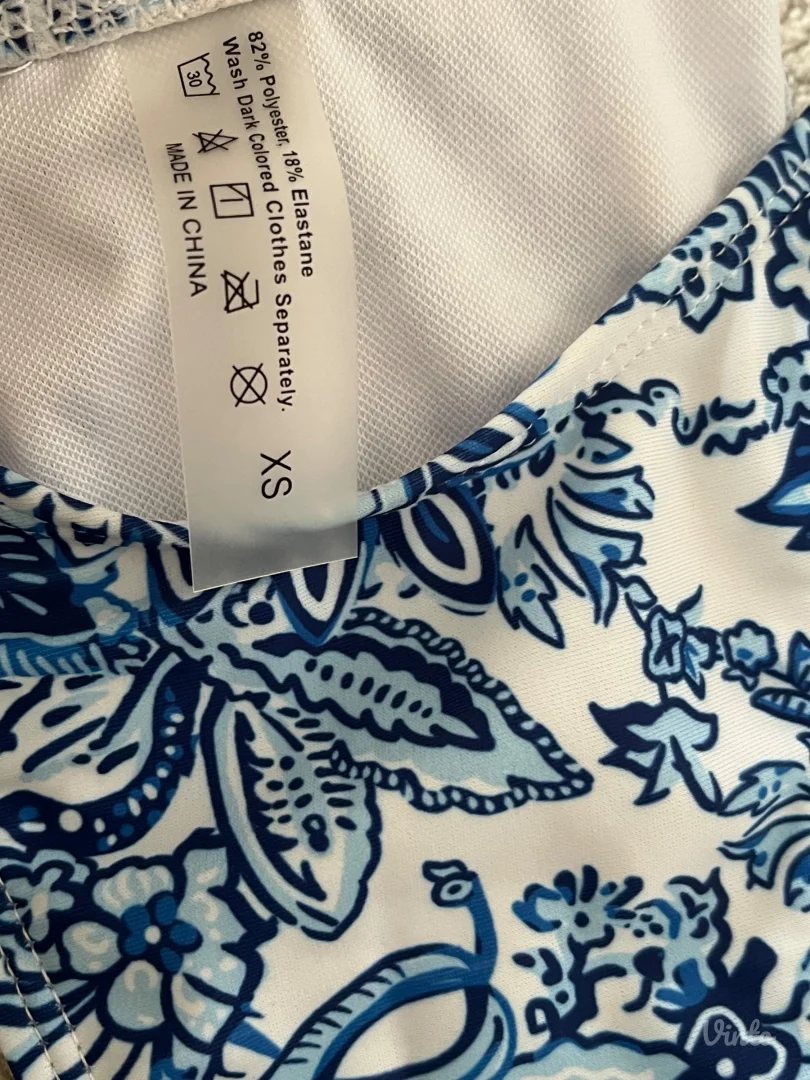 82% Polyester, 18% Elastane
Wash Dark Colored Clothes Separately.
30
MADE IN CHINA
XS